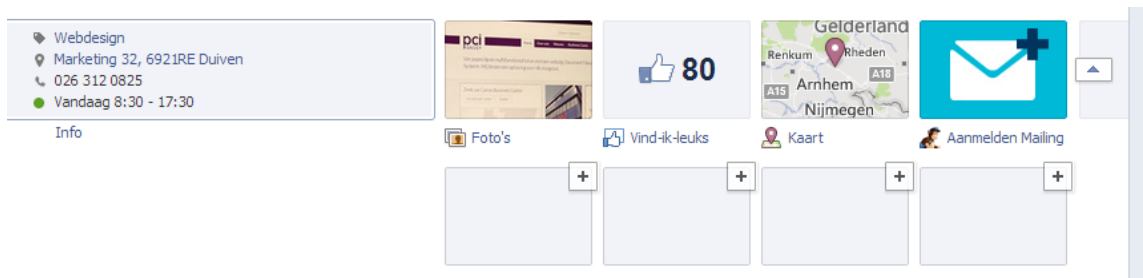 Webdesign
Marketing 32, 6921RE Duiven
026 312 0825
Vandaag 8:30 - 17:30
Info
pci
Foto's
80
Vind-ik-leuks
Gelderland
Renkum
Rheden
A18
Arnhem
A15
Nijmegen
Kaart
Aanmelden Mailing